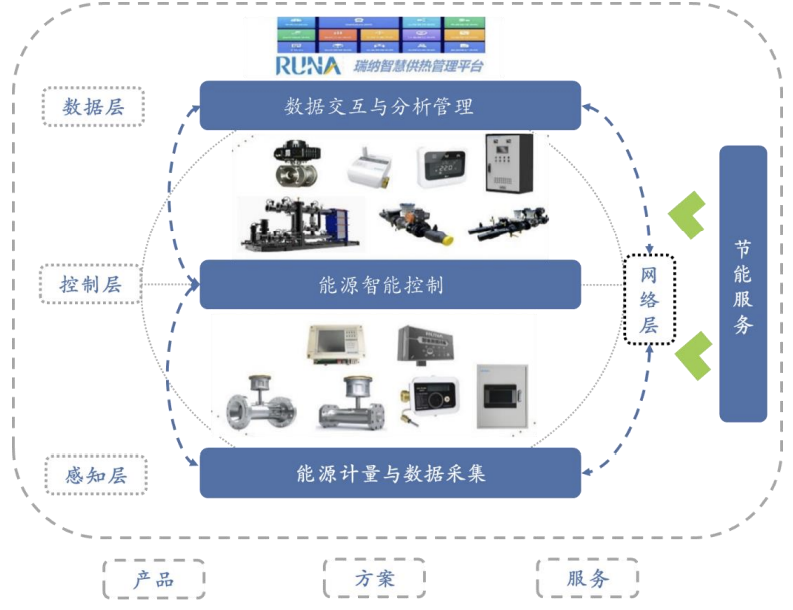 RUNA 瑞纳智慧供热管理平台
数据层
数据交互与分析管理
控制层
能源智能控制
网络层
节能服务
感知层
能源计量与数据采集
产品
方案
服务